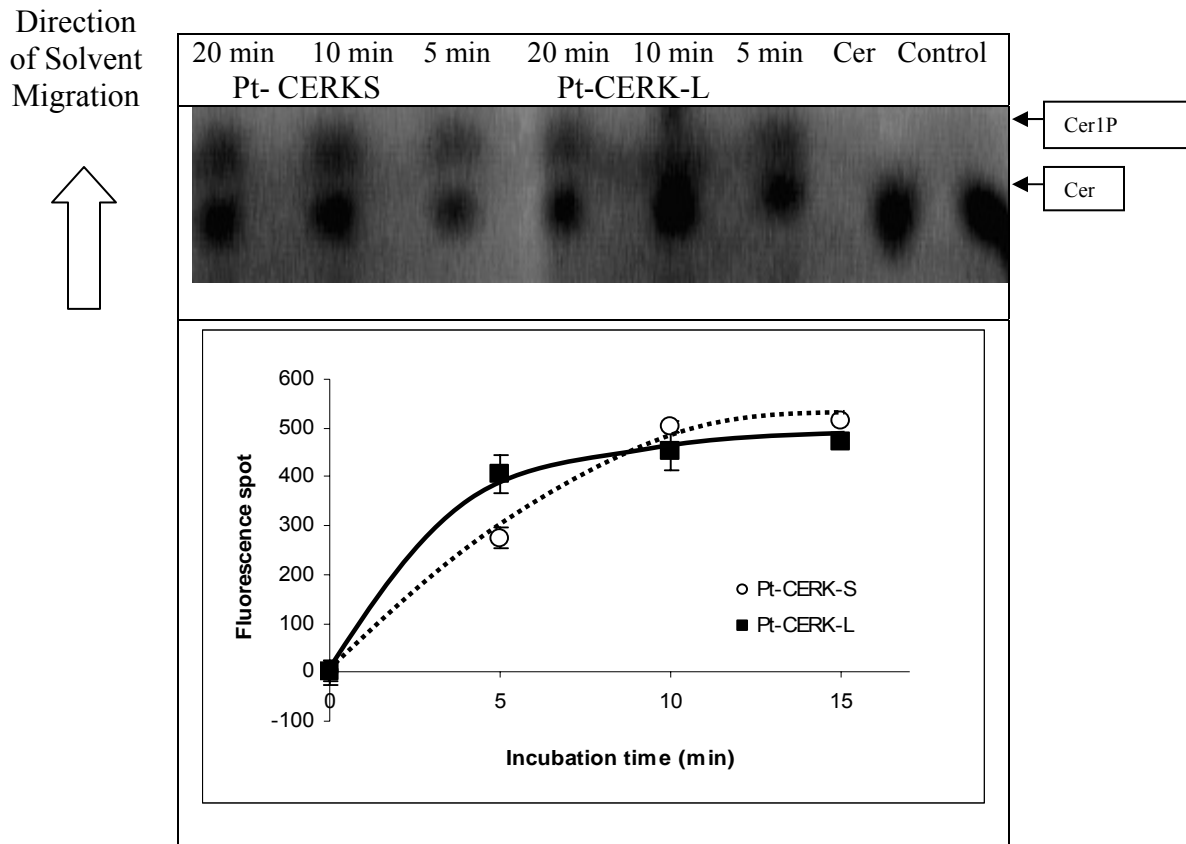 Direction
of Solvent
Migration
20 min 10 min 5 min 20 min 10 min 5 min Cer Control
Pt- CERKS Pt-CERK-L
Cer1P
Cer
600
500
400
300
200
100
0
-100
0 5 10 15
Fluorescence spot
Incubation time (min)
Pt-CERK-S
Pt-CERK-L